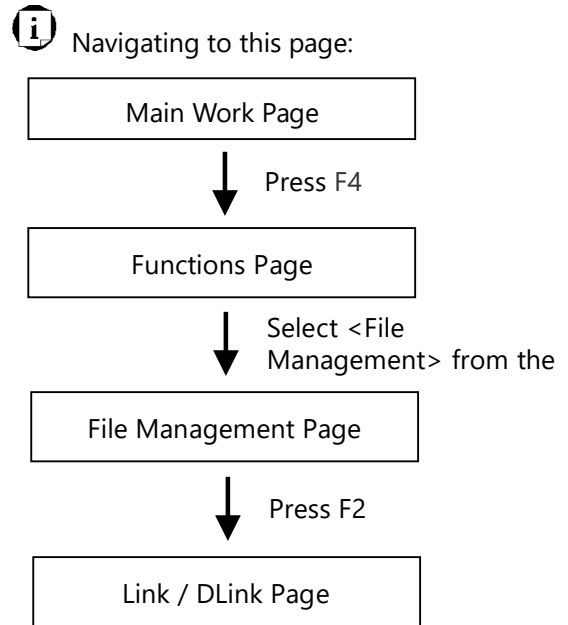 i
Navigating to this page:
Main Work Page
Press F4
Functions Page
Select <File
Management> from the
File Management Page
Press F2
Link / DLink Page